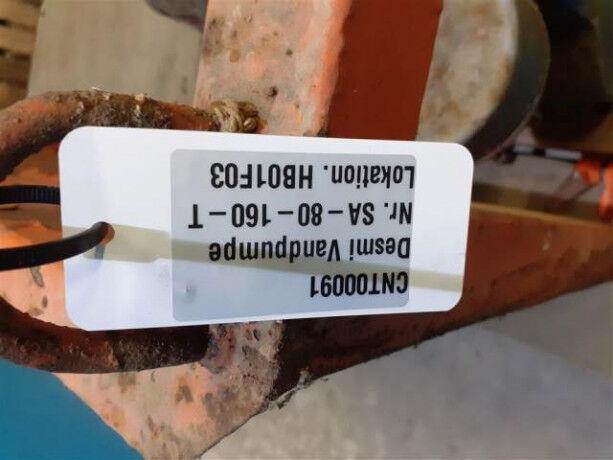 CNT00091
Desmi Vandpumpe
Nr. SA – 80 – 160 – T
Lokation. HB01F03